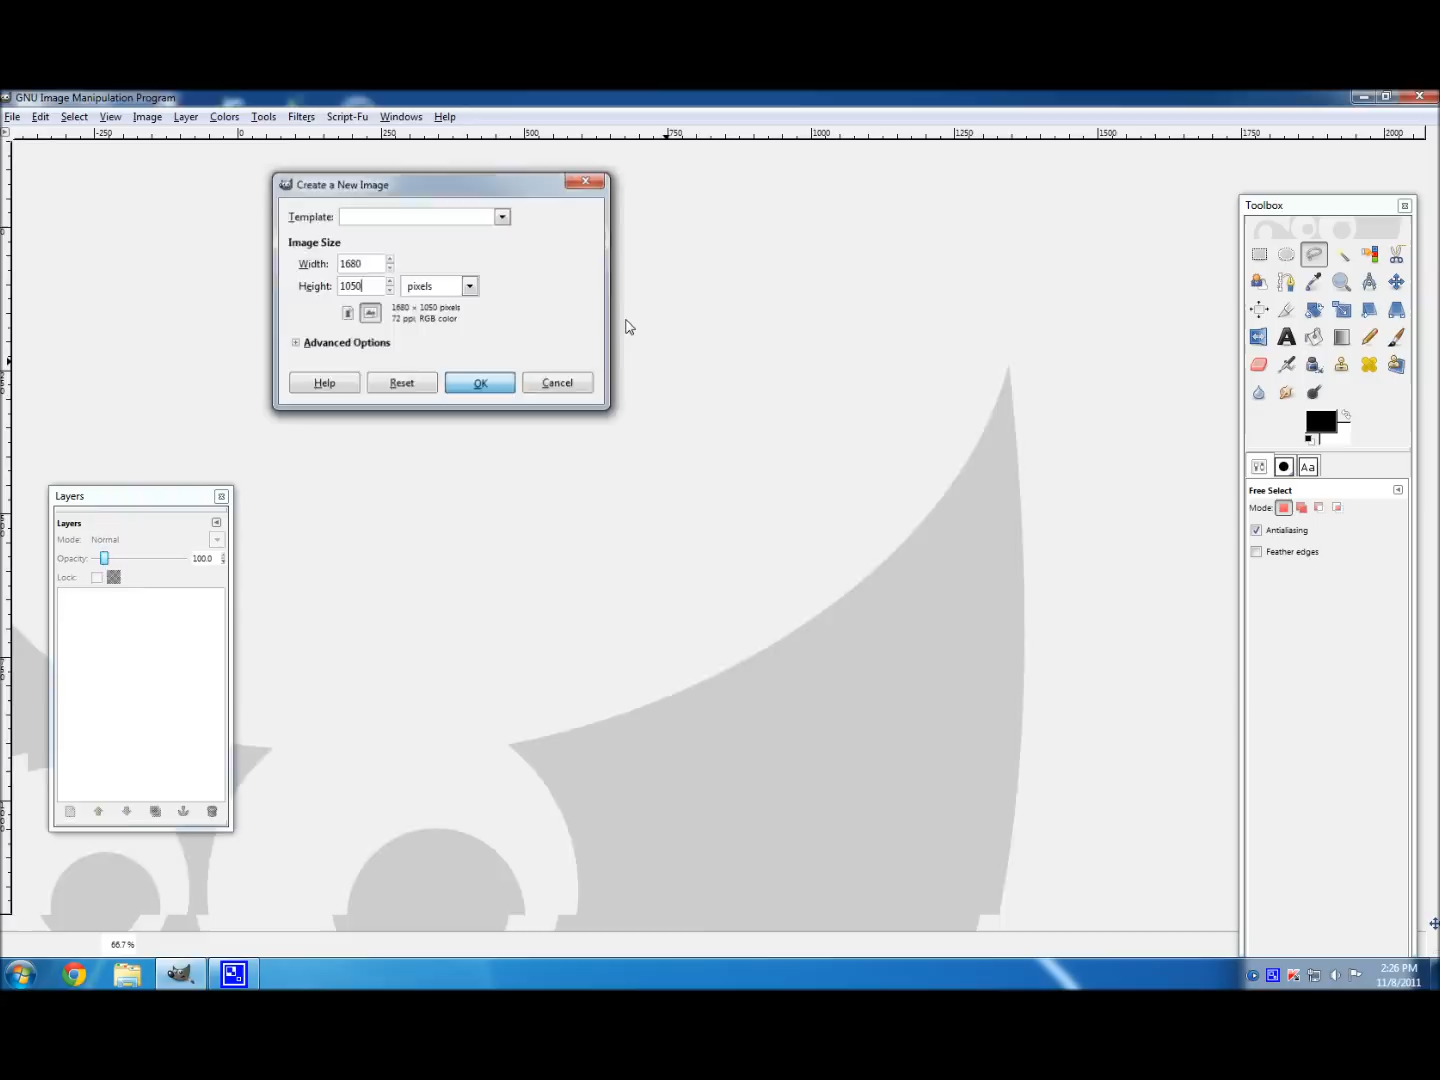 GNU Image Manipulation Program
File Edit Select View Image Layer Colors Tools Filters Script-Fu Windows Help
-250 0 250 500 750 1000 1250 1500 1750 2000
Create a New Image
Template:
Image Size
Width: 1680
Height: 1050 pixels
1680 × 1050 pixels
72 ppi, RGB color
Advanced Options
Help Reset OK Cancel
Toolbox
Aa
Free Select
Mode:
Antialiasing
Feather edges
Layers
Layers
Mode: Normal
Opacity: 100.0
Lock:
66.7 %
2:26 PM
11/8/2011